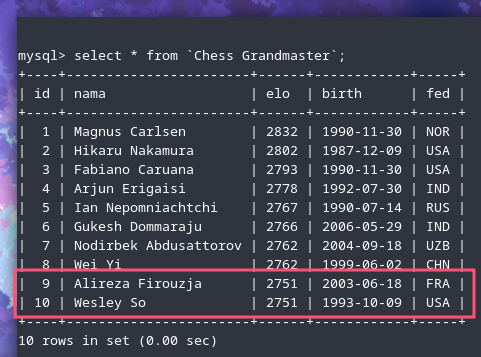 mysql> select * from `Chess Grandmaster`;
+----+-----------------------+------+------------+-----+
| id | nama                  | elo  | birth      | fed |
+----+-----------------------+------+------------+-----+
|  1 | Magnus Carlsen        | 2832 | 1990-11-30 | NOR |
|  2 | Hikaru Nakamura       | 2802 | 1987-12-09 | USA |
|  3 | Fabiano Caruana       | 2793 | 1990-11-30 | USA |
|  4 | Arjun Erigaisi        | 2778 | 1992-07-30 | IND |
|  5 | Ian Nepomniachtchi    | 2767 | 1990-07-14 | RUS |
|  6 | Gukesh Dommaraju      | 2766 | 2006-05-29 | IND |
|  7 | Nodirbek Abdusattorov | 2762 | 2004-09-18 | UZB |
|  8 | Wei Yi                | 2762 | 1999-06-02 | CHN |
|  9 | Alireza Firouzja      | 2751 | 2003-06-18 | FRA |
| 10 | Wesley So             | 2751 | 1993-10-09 | USA |
+----+-----------------------+------+------------+-----+
10 rows in set (0.00 sec)